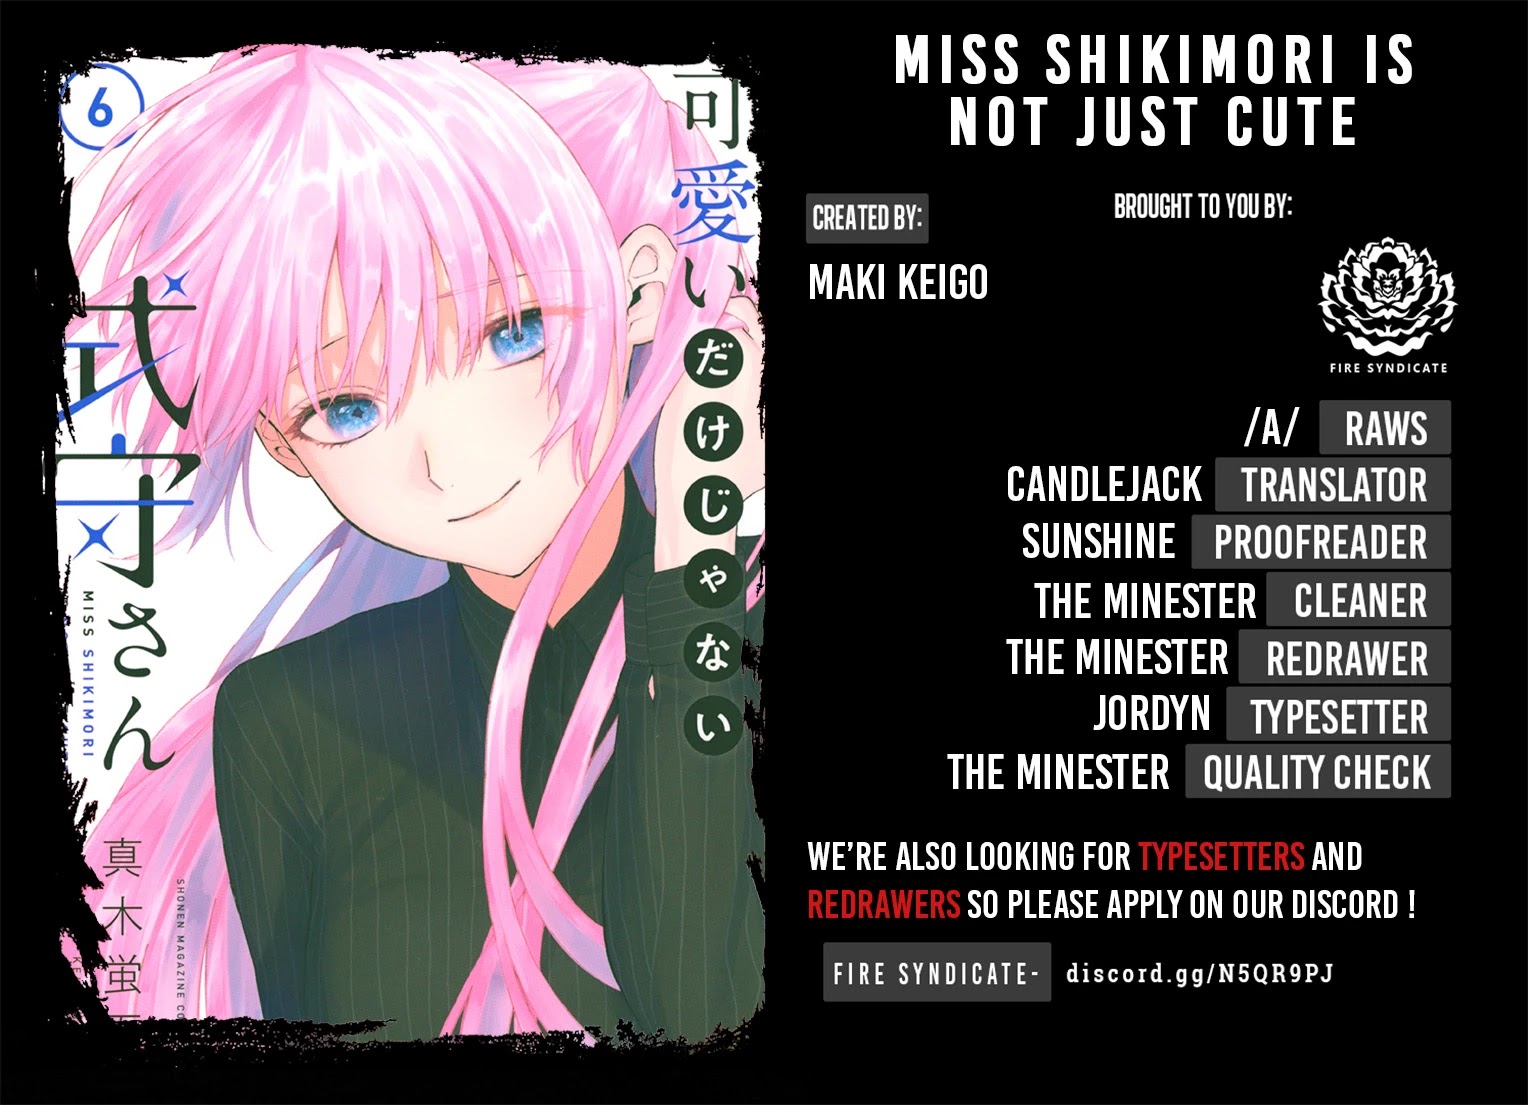 6
可愛いだけじゃない
式守さん
MISS SHIKIMORI
真木蛍
SHONEN MAGAZINE
MISS SHIKIMORI IS
NOT JUST CUTE
CREATED BY:
MAKI KEIGO
BROUGHT TO YOU BY:
FIRE SYNDICATE
/A/ RAWS
CANDLEJACK TRANSLATOR
SUNSHINE PROOFREADER
THE MINESTER CLEANER
THE MINESTER REDRAWER
JORDYN TYPESETTER
THE MINESTER QUALITY CHECK
WE'RE ALSO LOOKING FOR TYPESETTERS AND
REDRAWERS SO PLEASE APPLY ON OUR DISCORD !
FIRE SYNDICATE- discord.gg/N5QR9PJ